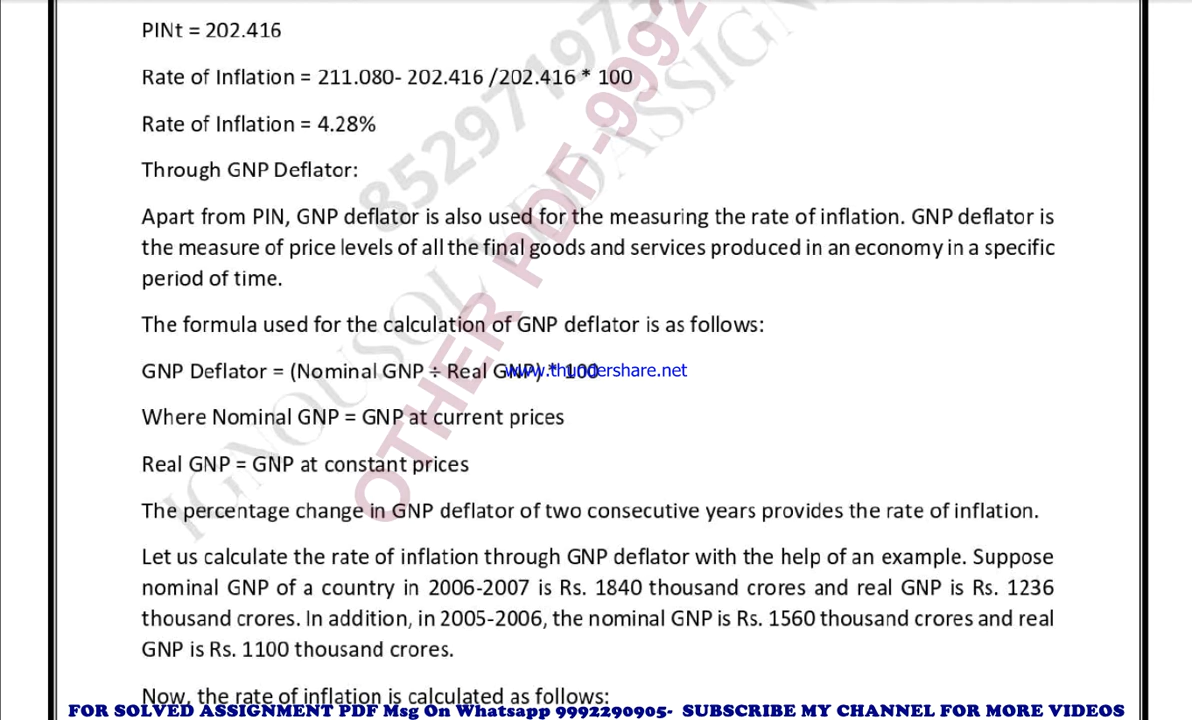 PINt = 202.416
Rate of Inflation = 211.080- 202.416 /202.416 * 100
Rate of Inflation = 4.28%
Through GNP Deflator:
Apart from PIN, GNP deflator is also used for the measuring the rate of inflation. GNP deflator is
the measure of price levels of all the final goods and services produced in an economy in a specific
period of time.
The formula used for the calculation of GNP deflator is as follows:
GNP Deflator = (Nominal GNP ÷ Real GNP) * 100
www.thundershare.net
Where Nominal GNP = GNP at current prices
Real GNP = GNP at constant prices
The percentage change in GNP deflator of two consecutive years provides the rate of inflation.
Let us calculate the rate of inflation through GNP deflator with the help of an example. Suppose
nominal GNP of a country in 2006-2007 is Rs. 1840 thousand crores and real GNP is Rs. 1236
thousand crores. In addition, in 2005-2006, the nominal GNP is Rs. 1560 thousand crores and real
GNP is Rs. 1100 thousand crores.
Now, the rate of inflation is calculated as follows:
FOR SOLVED ASSIGNMENT PDF Msg On Whatsapp 9992290905- SUBSCRIBE MY CHANNEL FOR MORE VIDEOS
OTHER PDF-9992